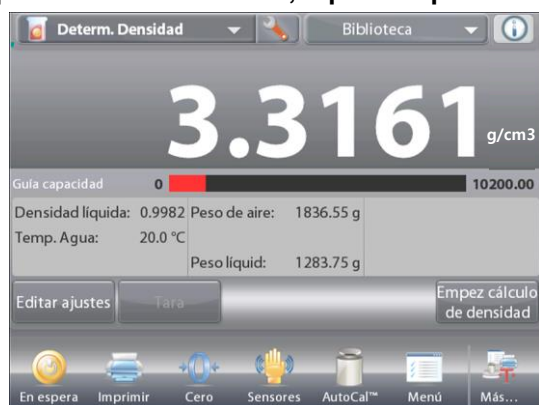 Determ. Densidad
Biblioteca
3.3161 g/cm3
Guía capacidad 0 10200.00
Densidad líquida: 0.9982 Peso de aire: 1836.55 g
Temp. Agua: 20.0 °C
Peso líquid: 1283.75 g
Editar ajustes
Tara
Empez cálculo
de densidad
En espera Imprimir Cero Sensores AutoCal™ Menú Más...